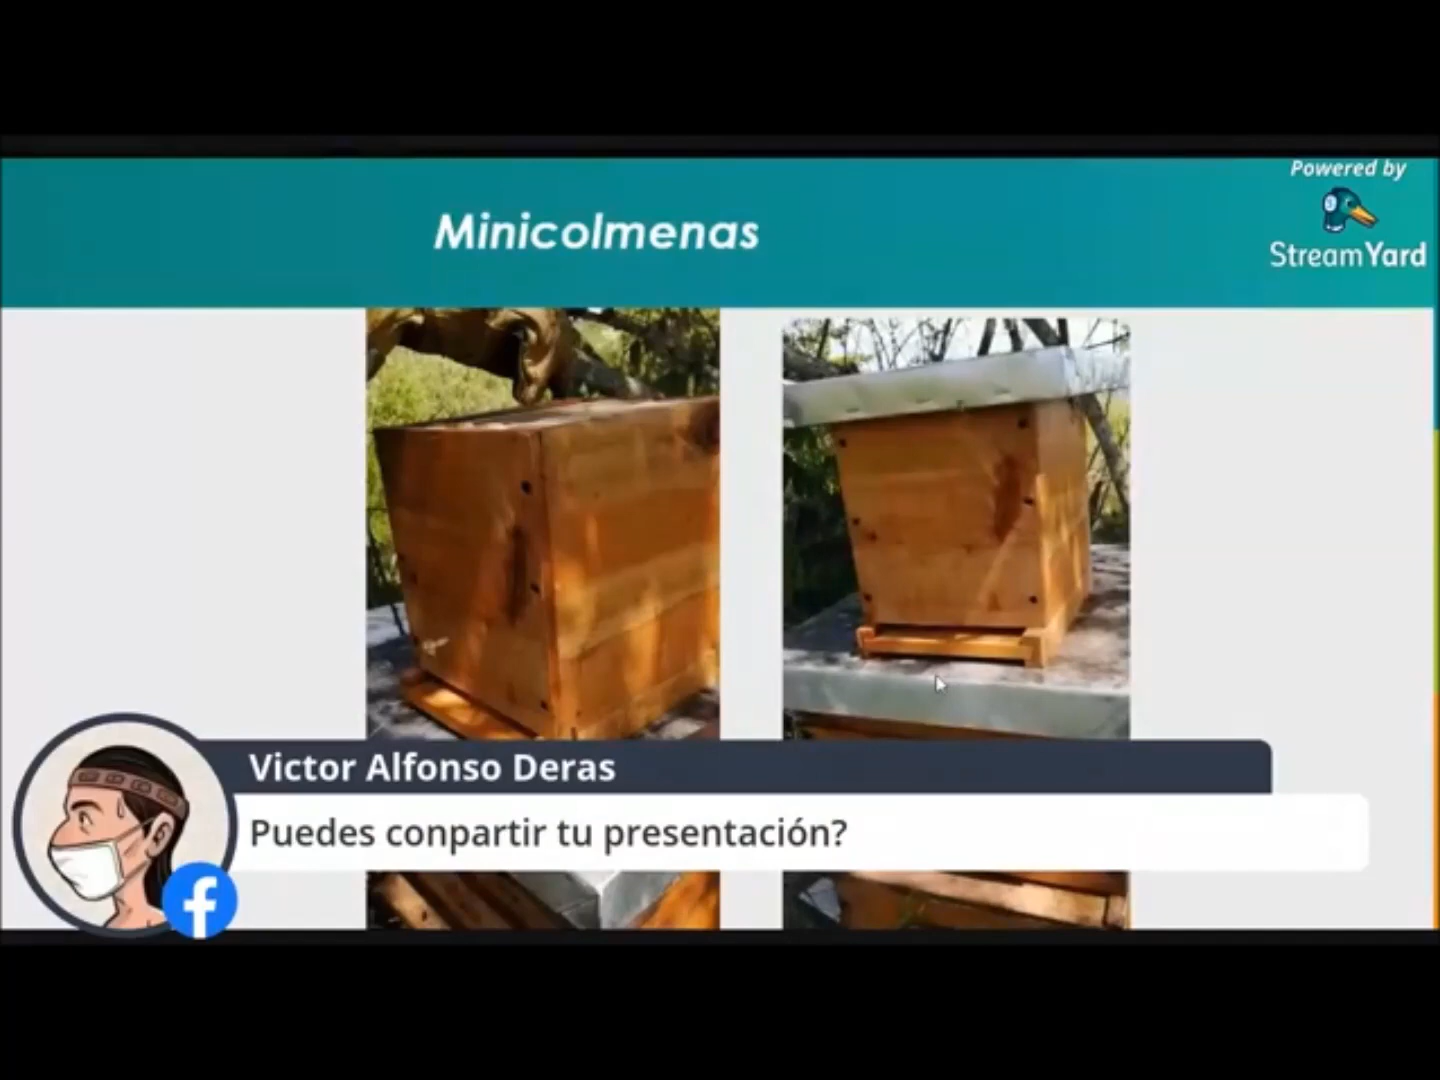 Powered by
Minicolmenas
StreamYard
Victor Alfonso Deras
Puedes conpartir tu presentación?